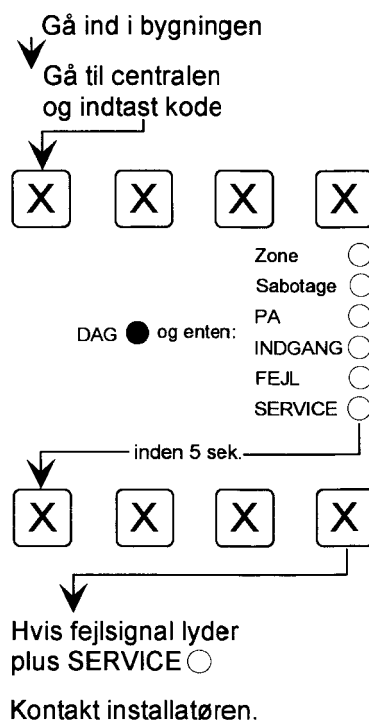 Gå ind i bygningen
Gå til centralen
og indtast kode
X X X X
Zone
Sabotage
PA
DAG og enten: INDGANG
FEJL
SERVICE
inden 5 sek.
X X X X
Hvis fejlsignal lyder
plus SERVICE
Kontakt installatøren.